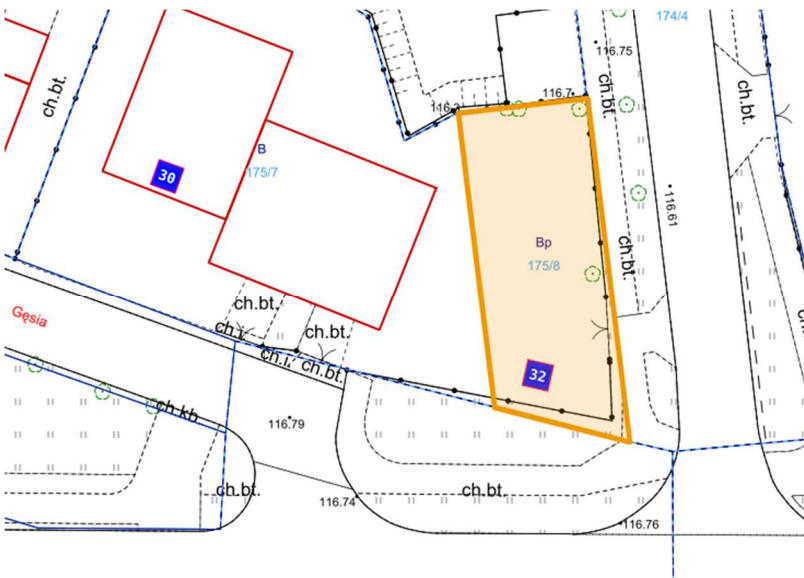 174/4
116.75
ch.bt.
116.7
ch.bt.
ch.bt.
B
30
175/7
116.61
Bp
175/8
ch.bt.
ch.bt.
Gęsia
ch.bt.
ch.bt.
32
ch.kb
116.79
ch.bt.
ch.bt.
116.74
116.76